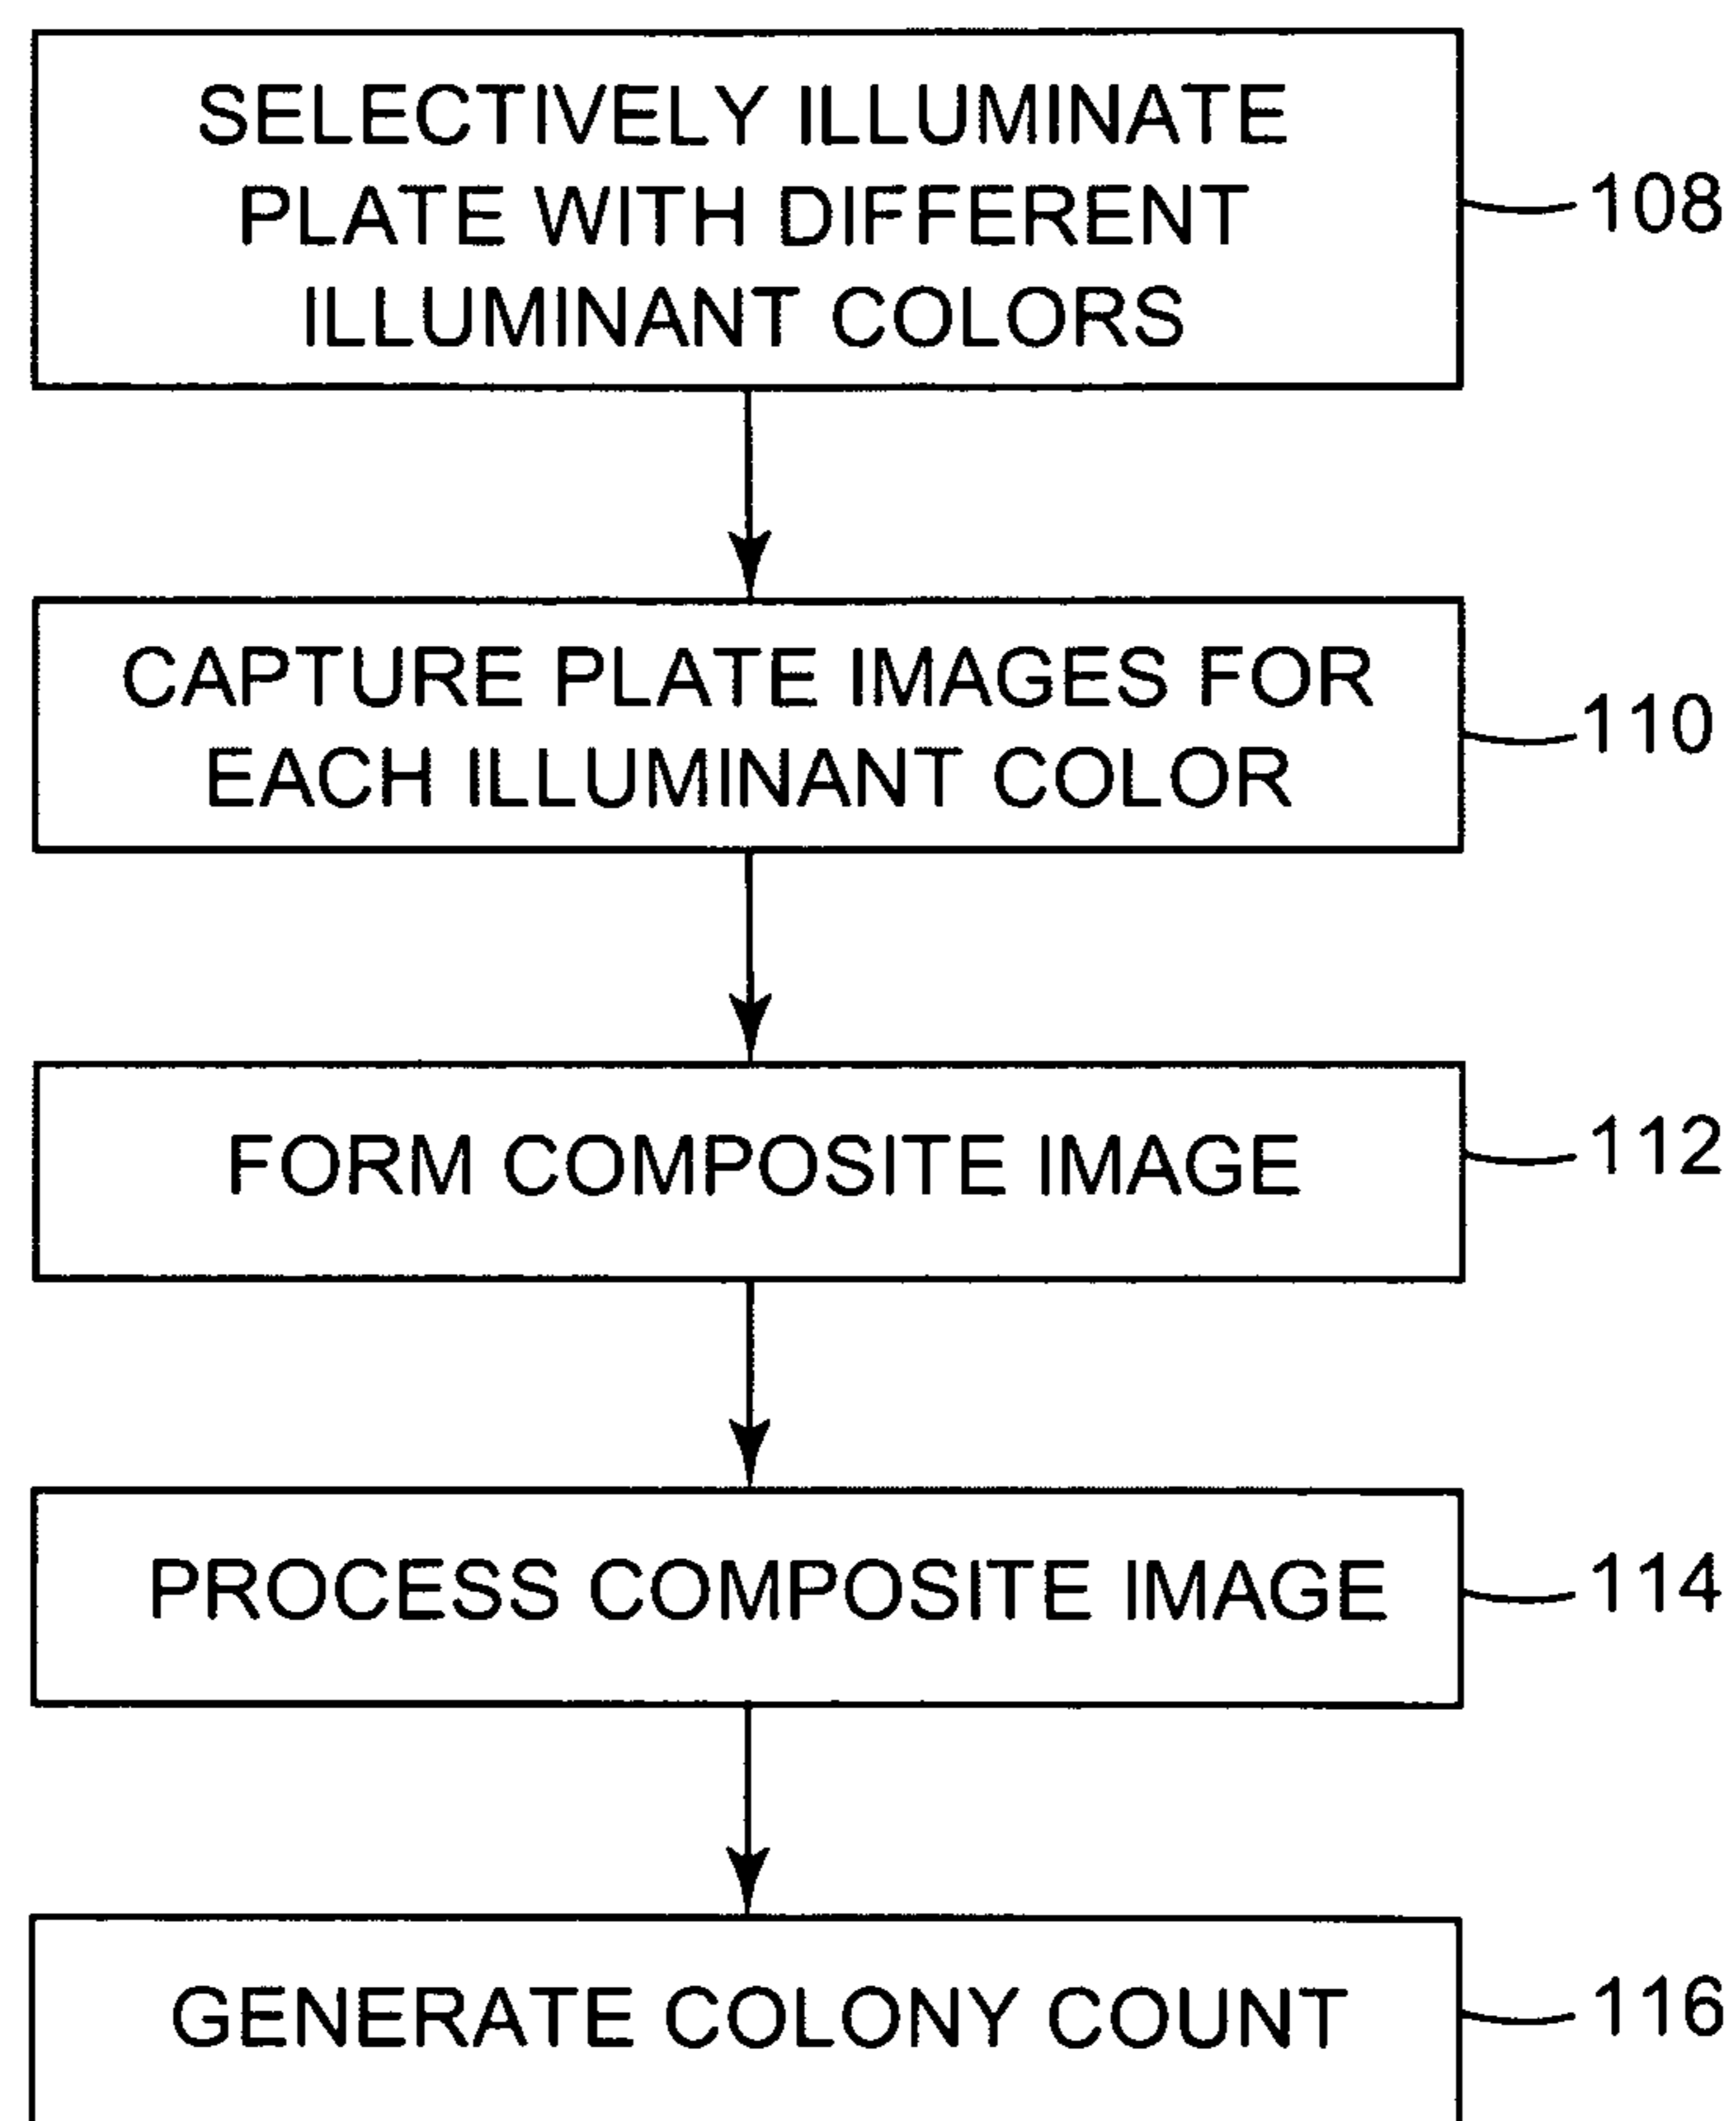 SELECTIVELY ILLUMINATE
PLATE WITH DIFFERENT
ILLUMINANT COLORS
108
CAPTURE PLATE IMAGES FOR
EACH ILLUMINANT COLOR
110
FORM COMPOSITE IMAGE
112
PROCESS COMPOSITE IMAGE
114
GENERATE COLONY COUNT
116